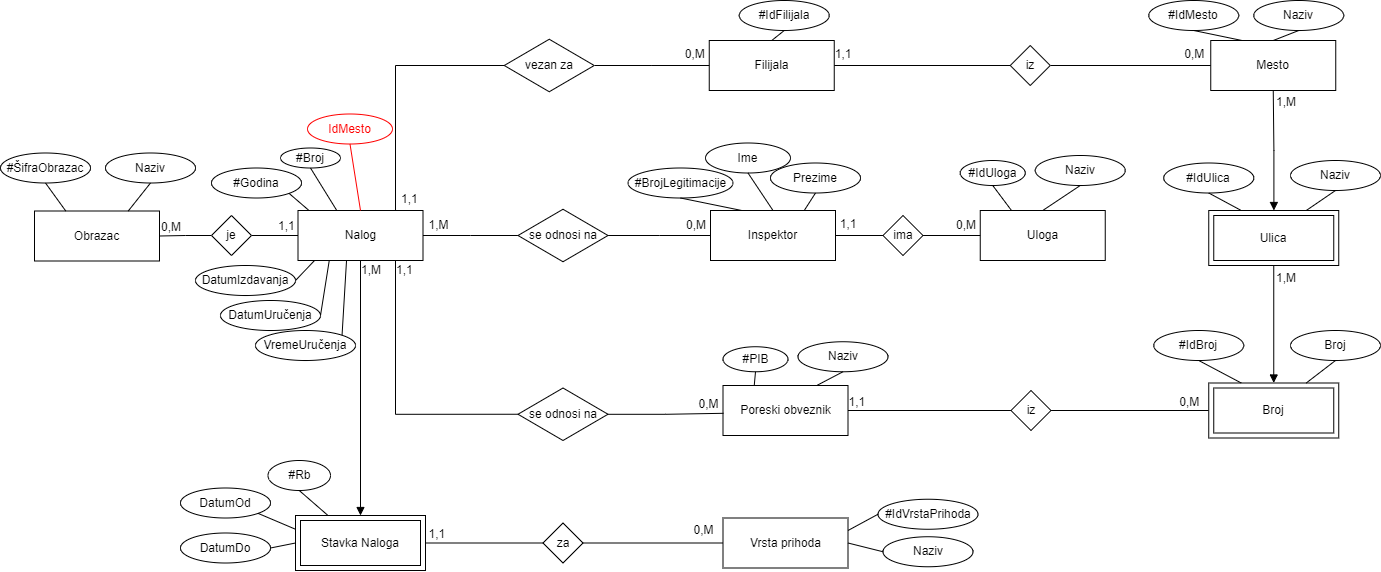 #IdFilijala
#IdMesto
Naziv
vezan za
0,M
Filijala
1,1
iz
0,M
Mesto
1,M
IdMesto
#ŠifraObrazac
Naziv
#Broj
#Godina
1,1
Ime
#BrojLegitimacije
Prezime
#IdUloga
Naziv
#IdUlica
Naziv
Obrazac
0,M
je
1,1
Nalog
1,M
se odnosi na
0,M
Inspektor
1,1
ima
0,M
Uloga
Ulica
1,M
1,1
1,M
DatumIzdavanja
DatumUručenja
VremeUručenja
#PIB
Naziv
#IdBroj
Broj
se odnosi na
0,M
Poreski obveznik
1,1
iz
0,M
Broj
#Rb
DatumOd
DatumDo
Stavka Naloga
1,1
za
0,M
Vrsta prihoda
#IdVrstaPrihoda
Naziv